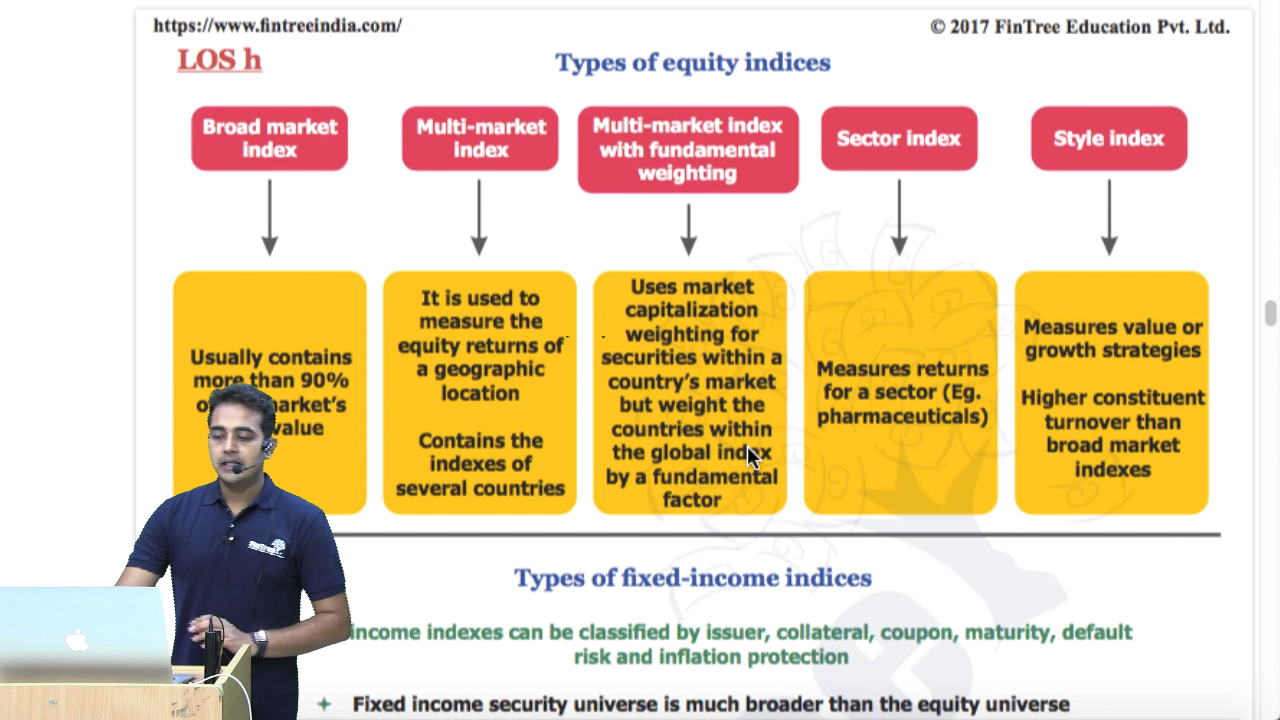 https://www.fintreeindia.com/
© 2017 FinTree Education Pvt. Ltd.
LOS h
Types of equity indices
Broad market
index
Multi-market
index
Multi-market index
with fundamental
weighting
Sector index
Style index
Usually contains
more than 90%
value
It is used to
measure the
equity returns of
a geographic
location
Contains the
indexes of
several countries
Uses market
capitalization
weighting for
securities within a
country's market
but weight the
countries within
the global index
by a fundamental
factor
Measures returns
for a sector (Eg.
pharmaceuticals)
Measures value or
growth strategies
Higher constituent
turnover than
broad market
indexes
Types of fixed-income indices
income indexes can be classified by issuer, collateral, coupon, maturity, default
risk and inflation protection
Fixed income security universe is much broader than the equity universe
FinTree